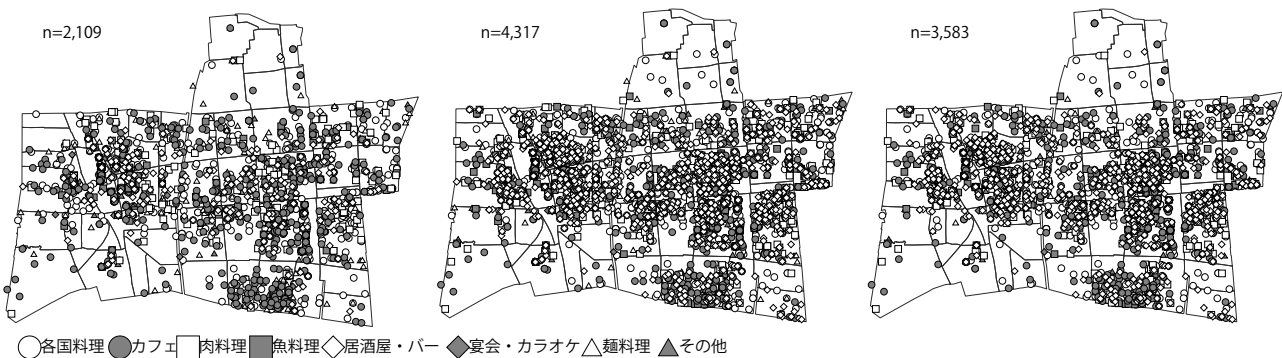 n=2,109
n=4,317
n=3,583
各国料理 カフェ 肉料理 魚料理 居酒屋・バー 宴会・カラオケ 麺料理 その他